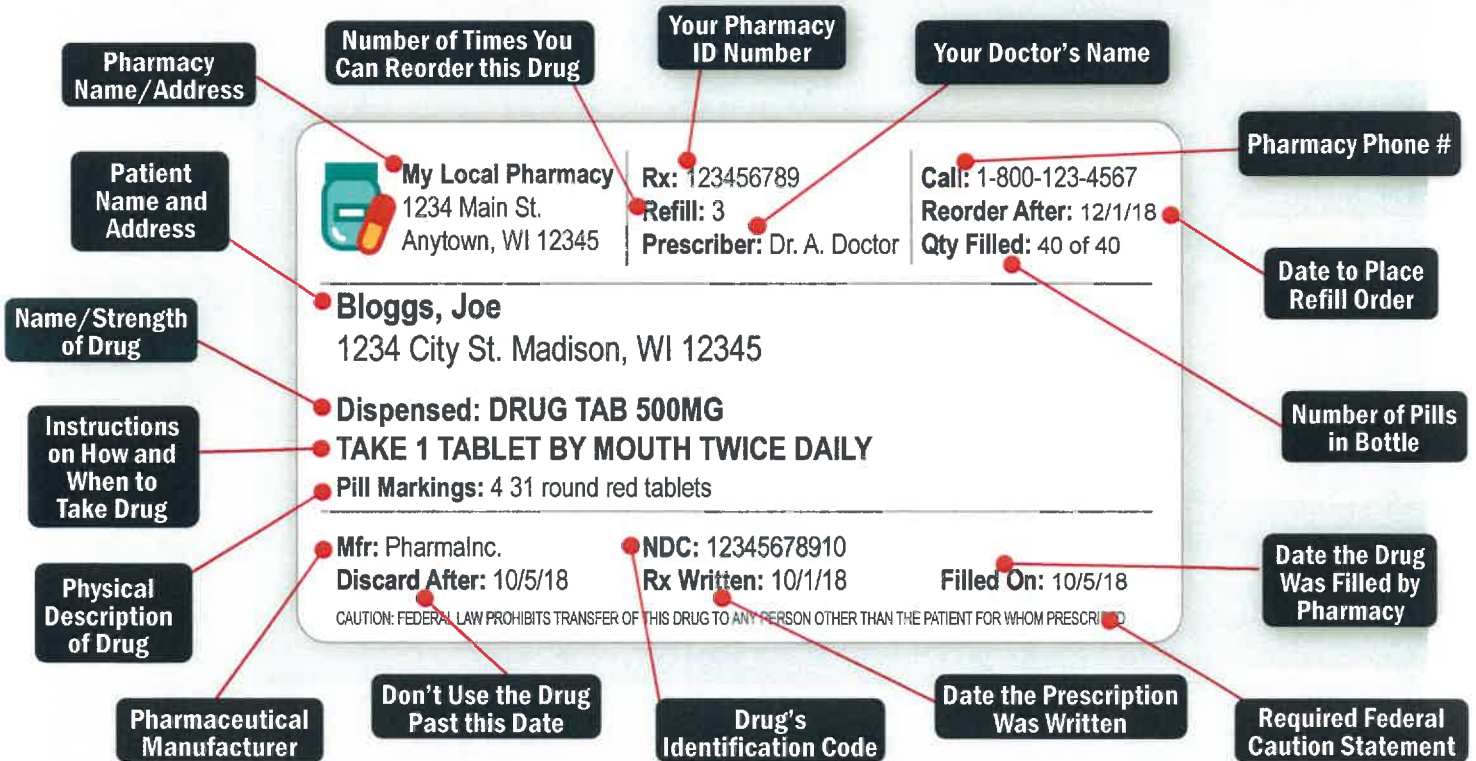 Number of Times You
Can Reorder this Drug
Your Pharmacy
ID Number
Your Doctor's Name
Pharmacy
Name/Address
Pharmacy Phone #
Patient
Name and
Address
My Local Pharmacy
1234 Main St.
Anytown, WI 12345
Rx: 123456789
Refill: 3
Prescriber: Dr. A. Doctor
Call: 1-800-123-4567
Reorder After: 12/1/18
Qty Filled: 40 of 40
Date to Place
Refill Order
Name/Strength
of Drug
Bloggs, Joe
1234 City St. Madison, WI 12345
Dispensed: DRUG TAB 500MG
TAKE 1 TABLET BY MOUTH TWICE DAILY
Pill Markings: 4 31 round red tablets
Number of Pills
in Bottle
Instructions
on How and
When to
Take Drug
Mfr: PharmaInc.
Discard After: 10/5/18
NDC: 12345678910
Rx Written: 10/1/18
Filled On: 10/5/18
CAUTION: FEDERAL LAW PROHIBITS TRANSFER OF THIS DRUG TO ANY PERSON OTHER THAN THE PATIENT FOR WHOM PRESCRIBED
Date the Drug
Was Filled by
Pharmacy
Physical
Description
of Drug
Pharmaceutical
Manufacturer
Don't Use the Drug
Past this Date
Drug's
Identification Code
Date the Prescription
Was Written
Required Federal
Caution Statement